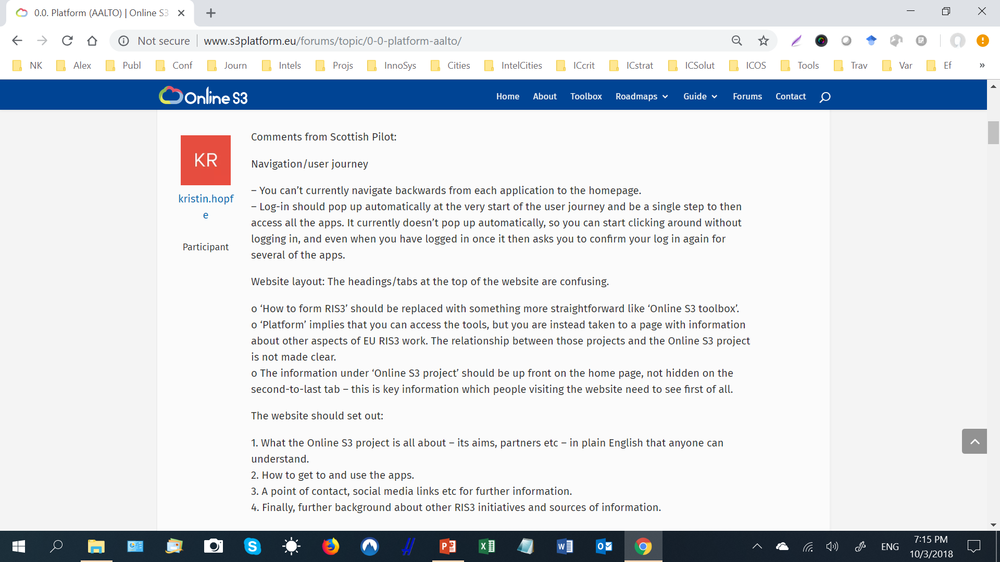 0.0. Platform (AALTO) | Online S3
Not secure
www.s3platform.eu/forums/topic/0-0-platform-aalto/
NK Alex Publ Conf Journ Intels Projs InnoSys Cities IntelCities ICcrit ICstrat ICSolut ICOS Tools Trav Var Ef »
Online S3
Home About Toolbox Roadmaps Guide Forums Contact
KR
kristin.hopf
e
Participant
Comments from Scottish Pilot:
Navigation/user journey
– You can’t currently navigate backwards from each application to the homepage.
– Log-in should pop up automatically at the very start of the user journey and be a single step to then
access all the apps. It currently doesn’t pop up automatically, so you can start clicking around without
logging in, and even when you have logged in once it then asks you to confirm your log in again for
several of the apps.
Website layout: The headings/tabs at the top of the website are confusing.
o ‘How to form RIS3’ should be replaced with something more straightforward like ‘Online S3 toolbox’.
o ‘Platform’ implies that you can access the tools, but you are instead taken to a page with information
about other aspects of EU RIS3 work. The relationship between those projects and the Online S3 project
is not made clear.
o The information under ‘Online S3 project’ should be up front on the home page, not hidden on the
second-to-last tab – this is key information which people visiting the website need to see first of all.
The website should set out:
1. What the Online S3 project is all about – its aims, partners etc – in plain English that anyone can
understand.
2. How to get to and use the apps.
3. A point of contact, social media links etc for further information.
4. Finally, further background about other RIS3 initiatives and sources of information.
ENG
7:15 PM
10/3/2018